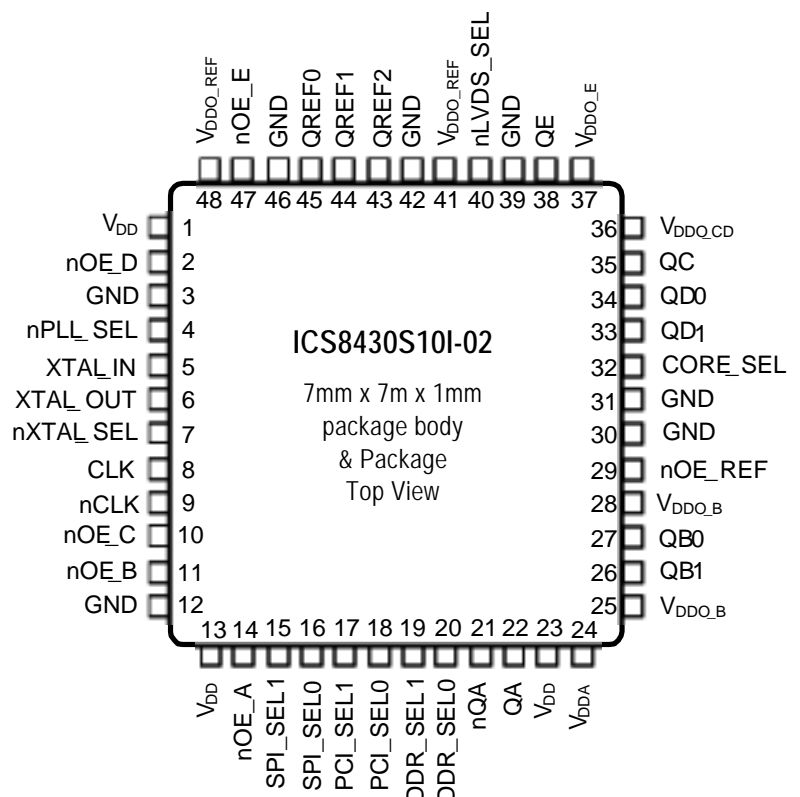 VDDO_REF
nOE_E
GND
QREF0
QREF1
QREF2
GND
VDDO_REF
nLVDS_SEL
GND
QE
VDDO_E
48 47 46 45 44 43 42 41 40 39 38 37
VDD 1
nOE_D 2
GND 3
nPLL_SEL 4
XTAL_IN 5
XTAL_OUT 6
nXTAL_SEL 7
CLK 8
nCLK 9
nOE_C 10
nOE_B 11
GND 12
ICS8430S10I-02
7mm x 7m x 1mm
package body
& Package
Top View
36 VDDO_CD
35 QC
34 QD0
33 QD1
32 CORE_SEL
31 GND
30 GND
29 nOE_REF
28 VDDO_B
27 QB0
26 QB1
25 VDDO_B
13 14 15 16 17 18 19 20 21 22 23 24
VDD
nOE_A
SPI_SEL1
SPI_SEL0
PCI_SEL1
PCI_SEL0
DDR_SEL1
DDR_SEL0
nQA
QA
VDD
VDDA